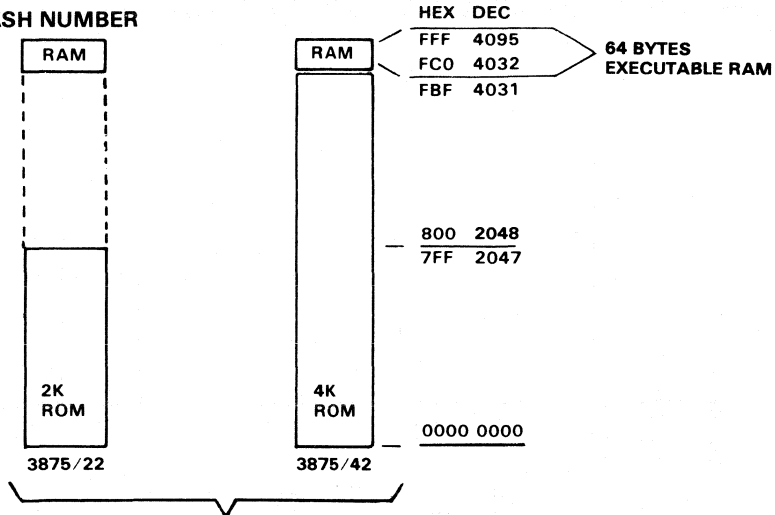 HEX DEC
SH NUMBER
RAM
RAM
FFF 4095
FC0 4032
FBF 4031
64 BYTES
EXECUTABLE RAM
800 2048
7FF 2047
2K
ROM
4K
ROM
0000 0000
3875/22
3875/42